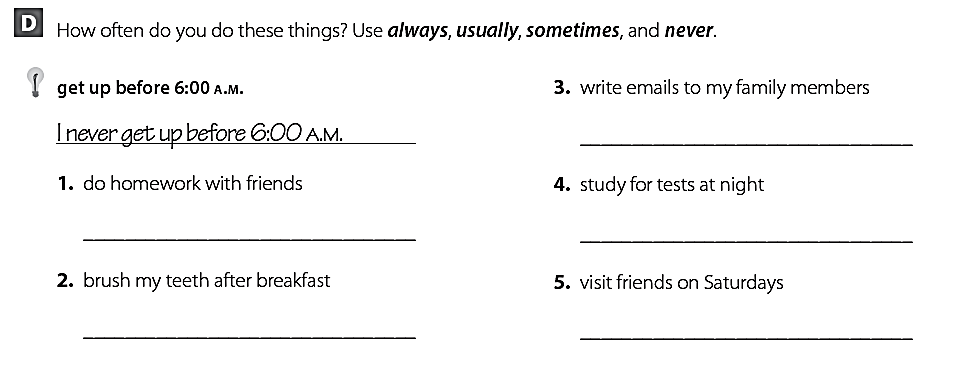 D How often do you do these things? Use always, usually, sometimes, and never.
get up before 6:00 A.M.
I never get up before 6:00 A.M.
1. do homework with friends
2. brush my teeth after breakfast
3. write emails to my family members
4. study for tests at night
5. visit friends on Saturdays